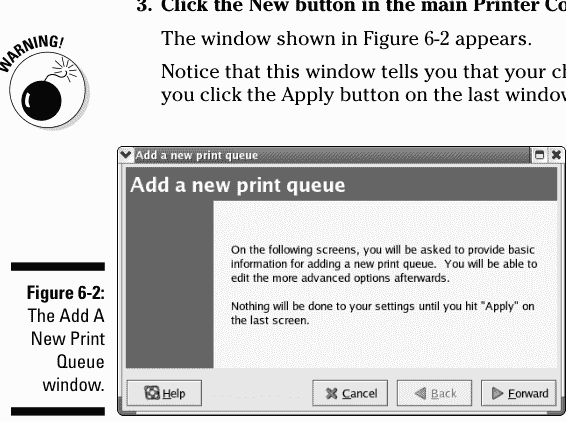 3. Click the New button in the main Printer Co
WARNING!
The window shown in Figure 6-2 appears.
Notice that this window tells you that your ch
you click the Apply button on the last window
Add a new print queue
Add a new print queue
On the following screens, you will be asked to provide basic
information for adding a new print queue. You will be able to
edit the more advanced options afterwards.
Nothing will be done to your settings until you hit "Apply" on
the last screen.
Figure 6-2:
The Add A
New Print
Queue
window.
Help Cancel Back Forward